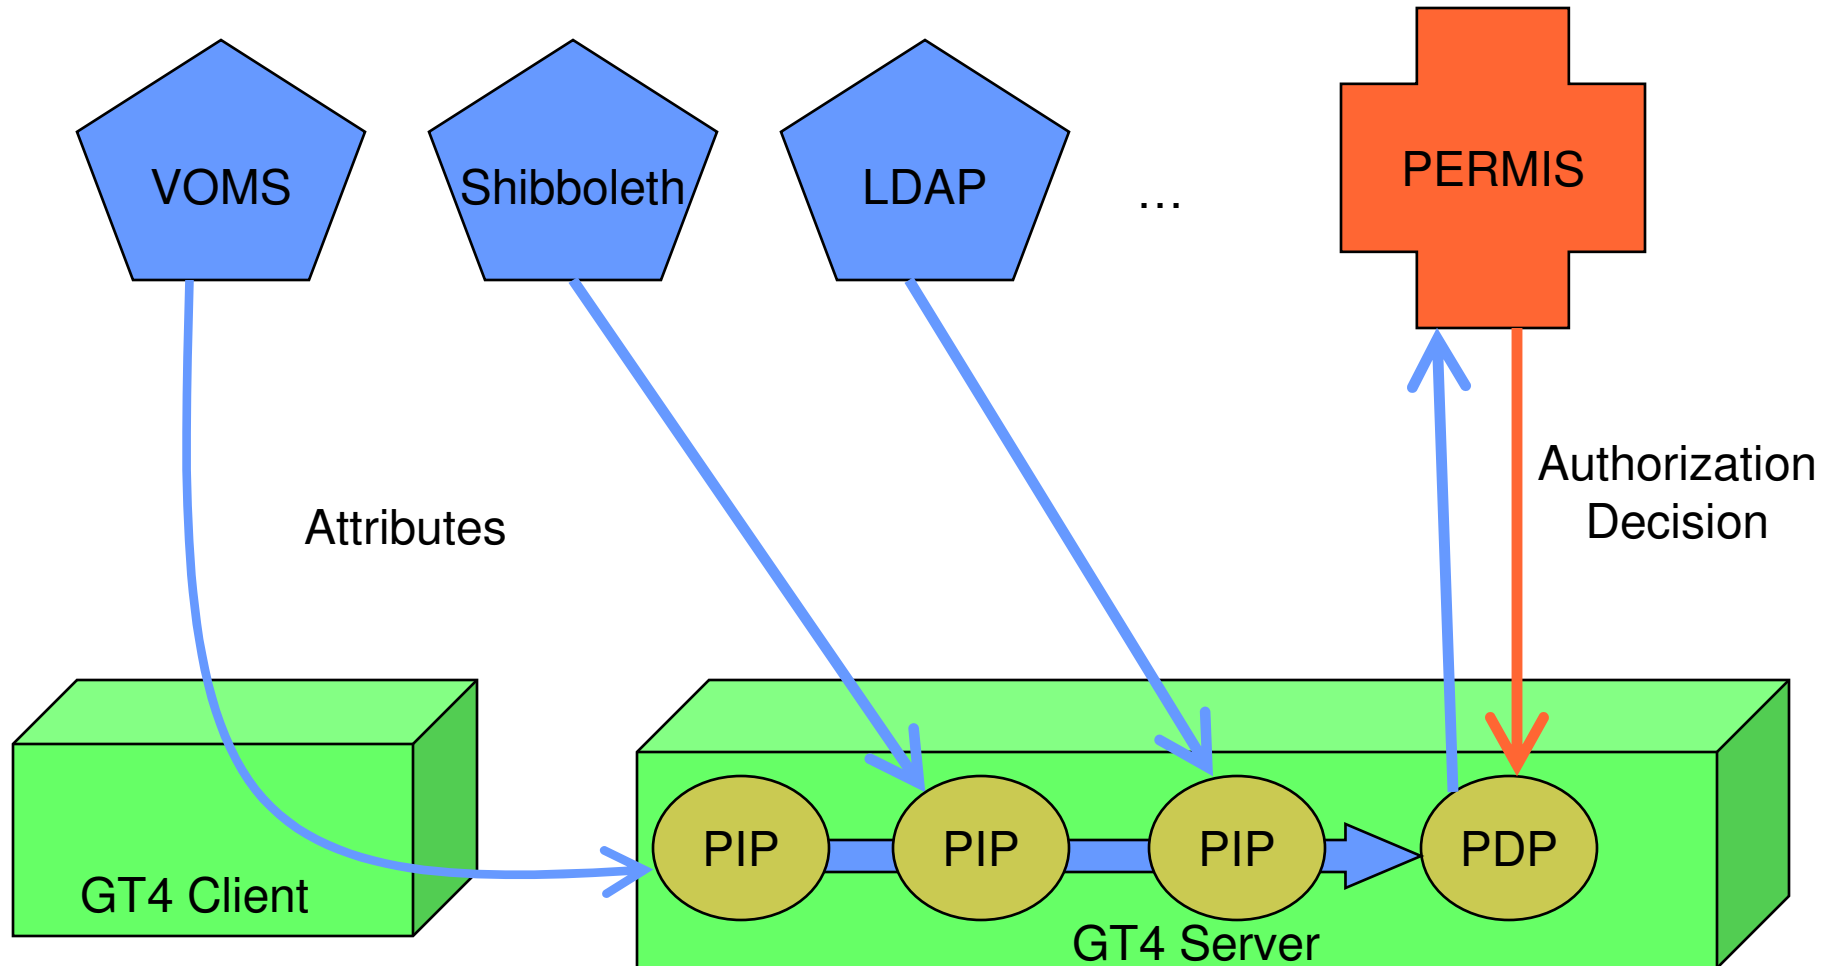 VOMS
Shibboleth
LDAP
...
PERMIS
Attributes
Authorization
Decision
PIP
PIP
PIP
PDP
GT4 Client
GT4 Server